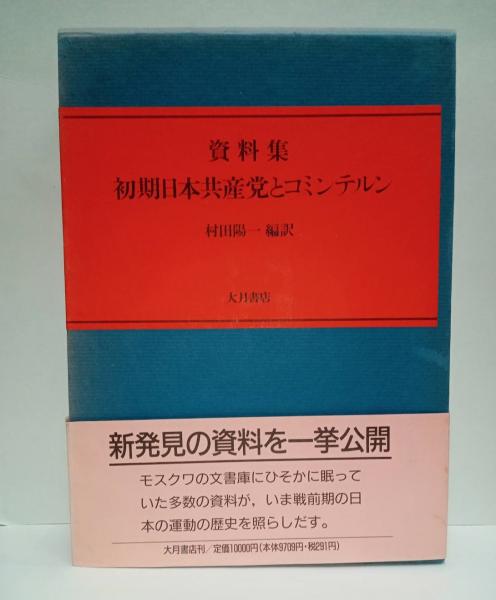 資料集
初期日本共産党とコミンテルン
村田陽一 編訳
大月書店
新発見の資料を一挙公開
モスクワの文書庫にひそかに眠って
いた多数の資料が，いま戦前期の日
本の運動の歴史を照らしだす。
大月書店刊／定価10000円(本体9709円・税291円)